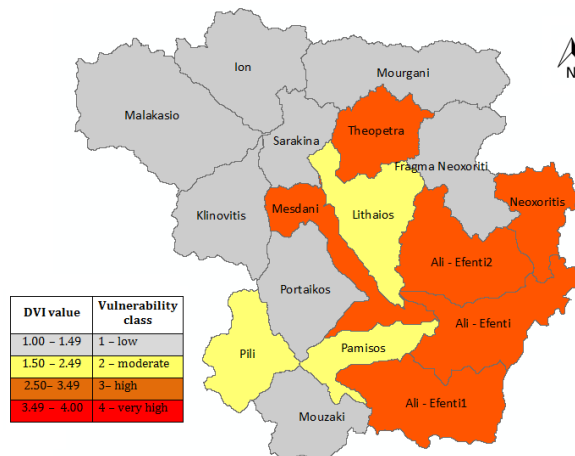 Ion
Mourgani
N
Malakasio
Theopetra
Sarakina
Fragma Neoxoriti
Klinovitis
Mesdani
Lithaios
Neoxoritis
Ali - Efenti2
Portaikos
Ali - Efenti
Pili
Pamisos
Ali - Efenti1
Mouzaki
DVI value Vulnerability
class
1.00 – 1.49 1 – low
1.50 – 2.49 2 – moderate
2.50– 3.49 3– high
3.49 – 4.00 4 – very high